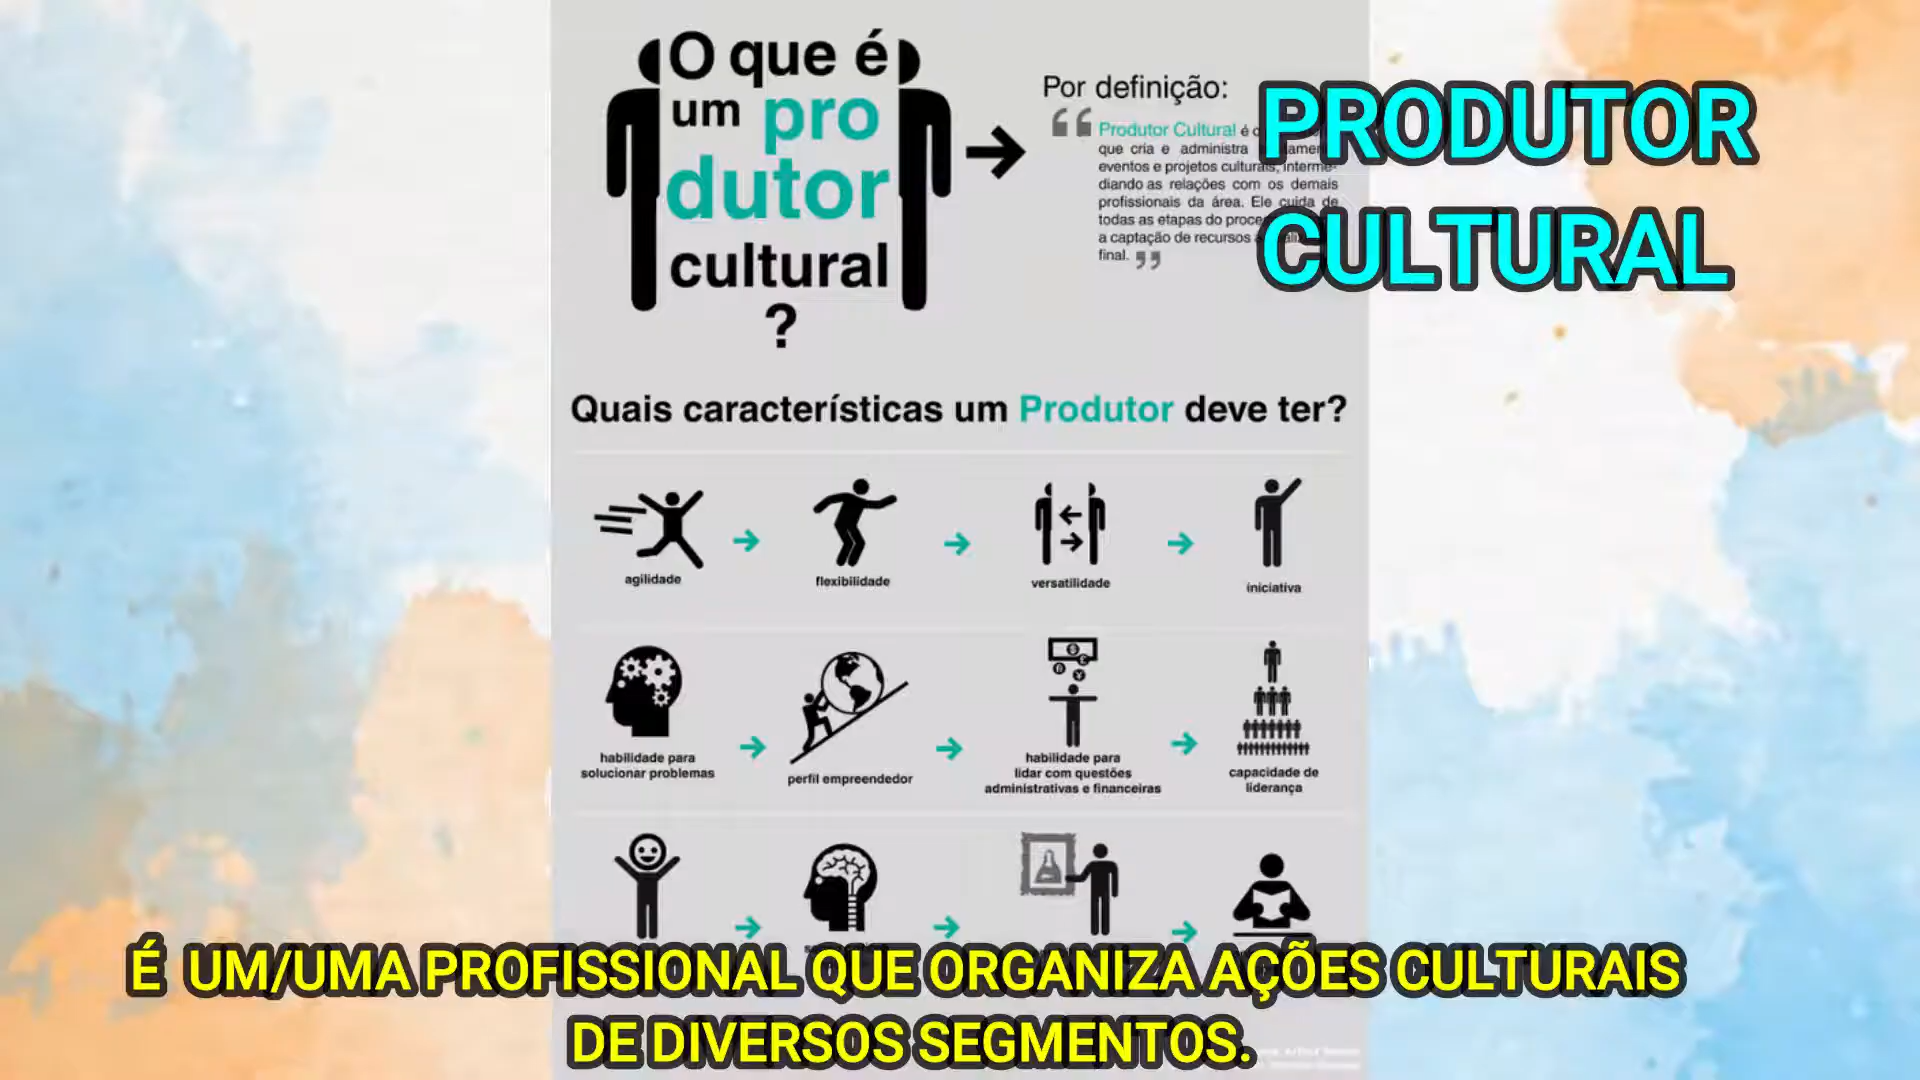 O que é
um pro
dutor
cultural
?
Por definição:
Produtor Cultural é
que cria e administra
eventos e projetos culturais, interme-
diando as relações com os demais
profissionais da área. Ele cuida de
todas as etapas do
a captação de recursos
final.
PRODUTOR
CULTURAL
Quais características um Produtor deve ter?
agilidade
flexibilidade
versatilidade
iniciativa
habilidade para
solucionar problemas
perfil empreendedor
habilidade para
lidar com questões
administrativas e financeiras
capacidade de
liderança
É UM/UMA PROFISSIONAL QUE ORGANIZA AÇÕES CULTURAIS
DE DIVERSOS SEGMENTOS.